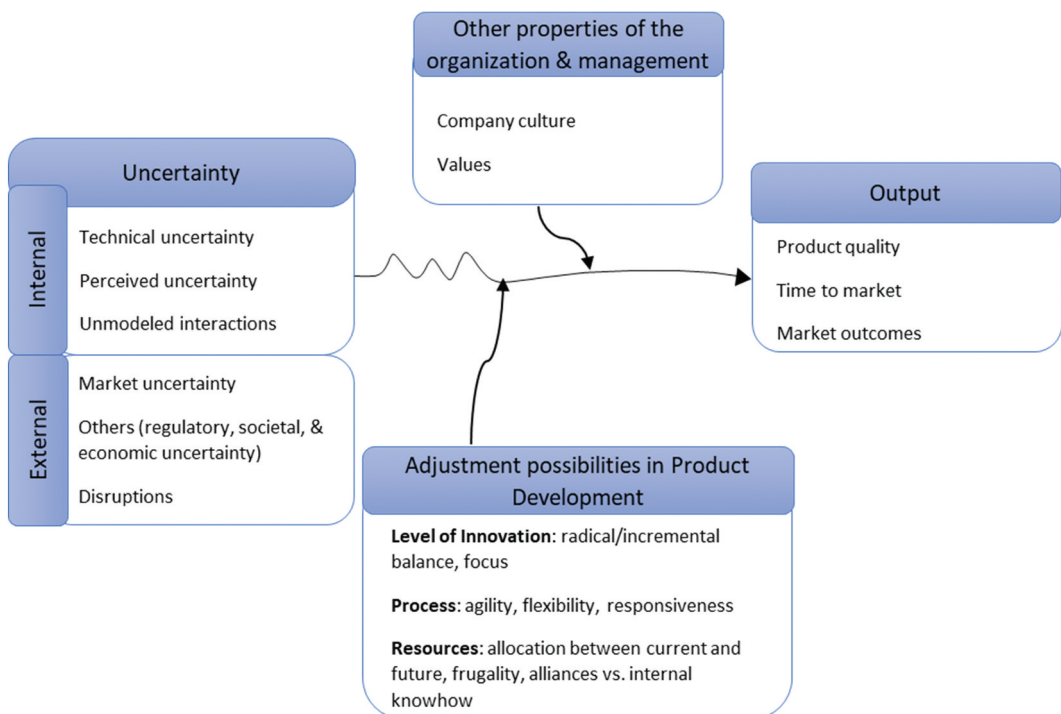 Other properties of the
organization & management
Company culture
Values
Uncertainty
Internal
Technical uncertainty
Perceived uncertainty
Unmodeled interactions
External
Market uncertainty
Others (regulatory, societal, &
economic uncertainty)
Disruptions
Output
Product quality
Time to market
Market outcomes
Adjustment possibilities in Product
Development
Level of Innovation: radical/incremental
balance, focus
Process: agility, flexibility, responsiveness
Resources: allocation between current and
future, frugality, alliances vs. internal
knowhow